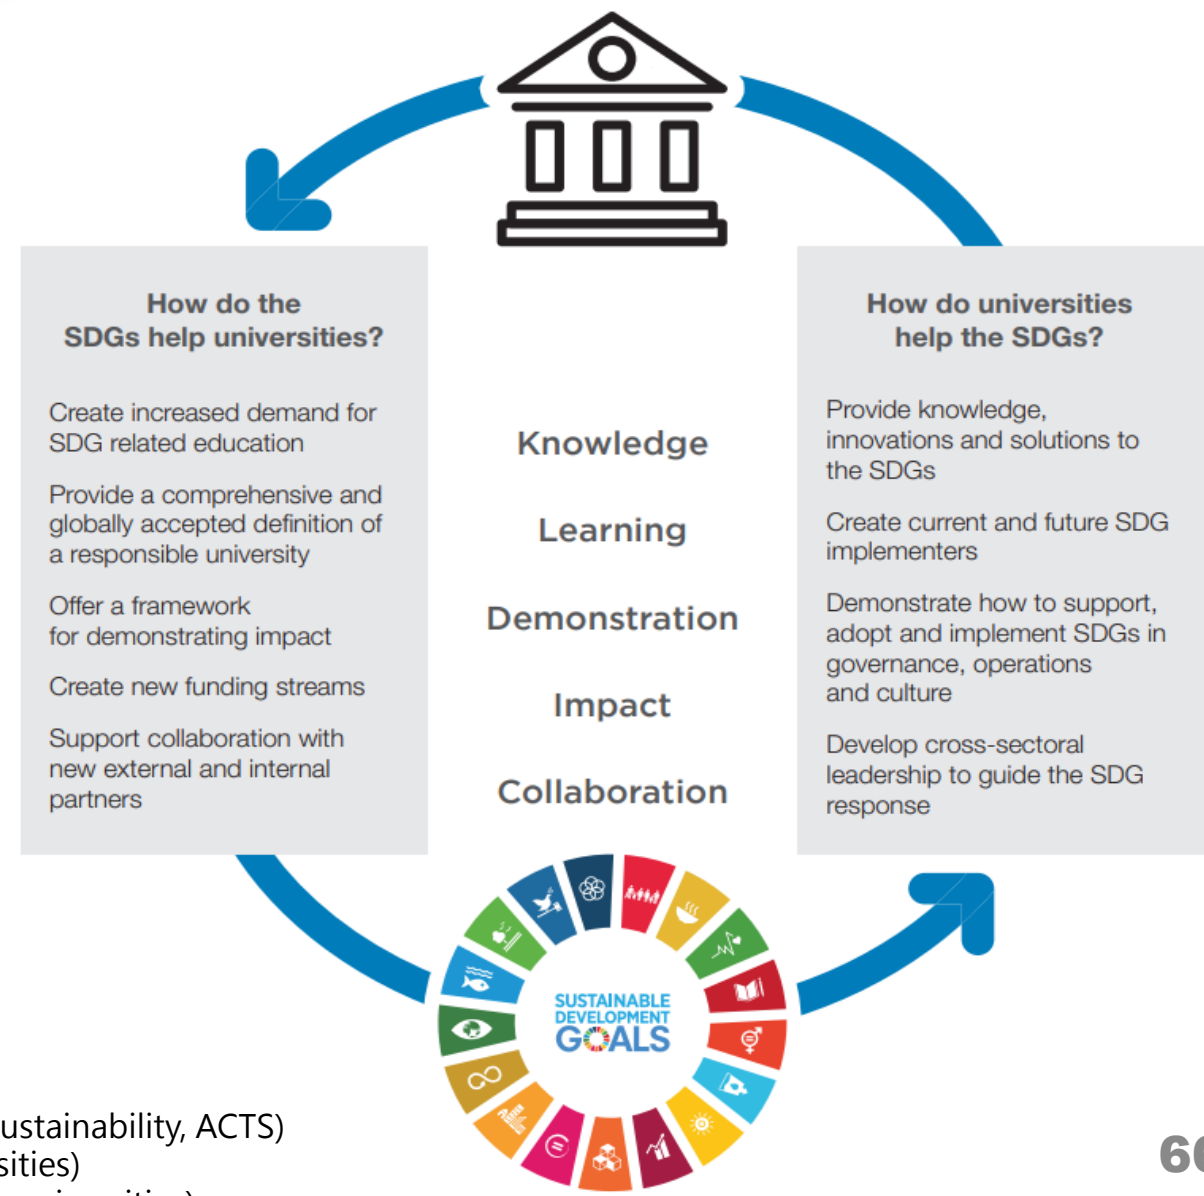 How do the
SDGs help universities?
Create increased demand for
SDG related education
Provide a comprehensive and
globally accepted definition of
a responsible university
Offer a framework
for demonstrating impact
Create new funding streams
Support collaboration with
new external and internal
partners
Knowledge
Learning
Demonstration
Impact
Collaboration
How do universities
help the SDGs?
Provide knowledge,
innovations and solutions to
the SDGs
Create current and future SDG
implementers
Demonstrate how to support,
adopt and implement SDGs in
governance, operations
and culture
Develop cross-sectoral
leadership to guide the SDG
response
SUSTAINABLE
DEVELOPMENT
GOALS
ustainability, ACTS)
sities)